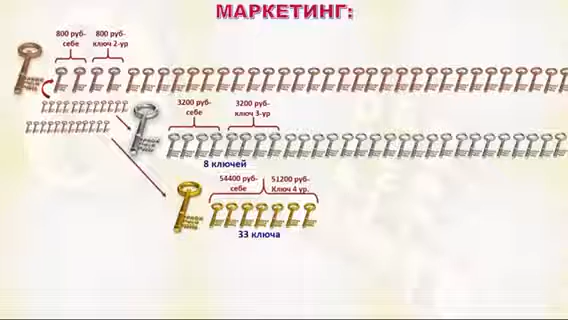 МАРКЕТИНГ:
800 руб-
себе
800 руб-
ключ 2-ур
3200 руб-
себе
3200 руб-
ключ 3-ур
8 ключей
54400 руб-
себе
51200 руб-
Ключ 4 ур.
33 ключа